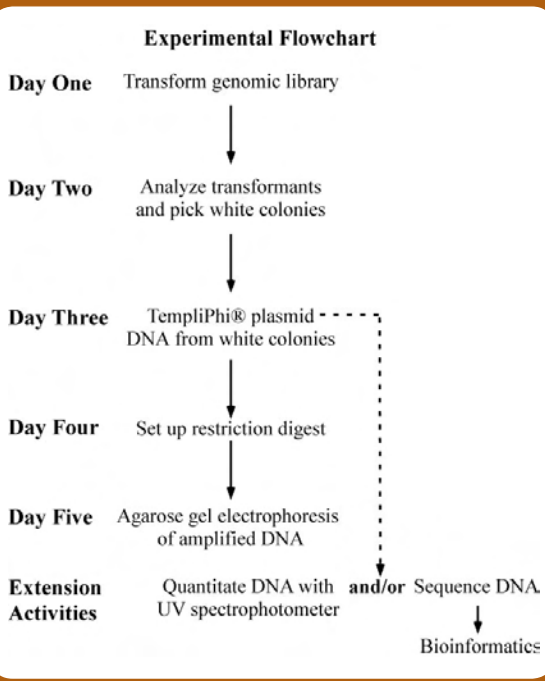 Experimental Flowchart
Day One Transform genomic library
Day Two Analyze transformants
and pick white colonies
Day Three TempliPhi® plasmid
DNA from white colonies
Day Four Set up restriction digest
Day Five Agarose gel electrophoresis
of amplified DNA
Extension Quantitate DNA with and/or Sequence DNA
Activities UV spectrophotometer
Bioinformatics